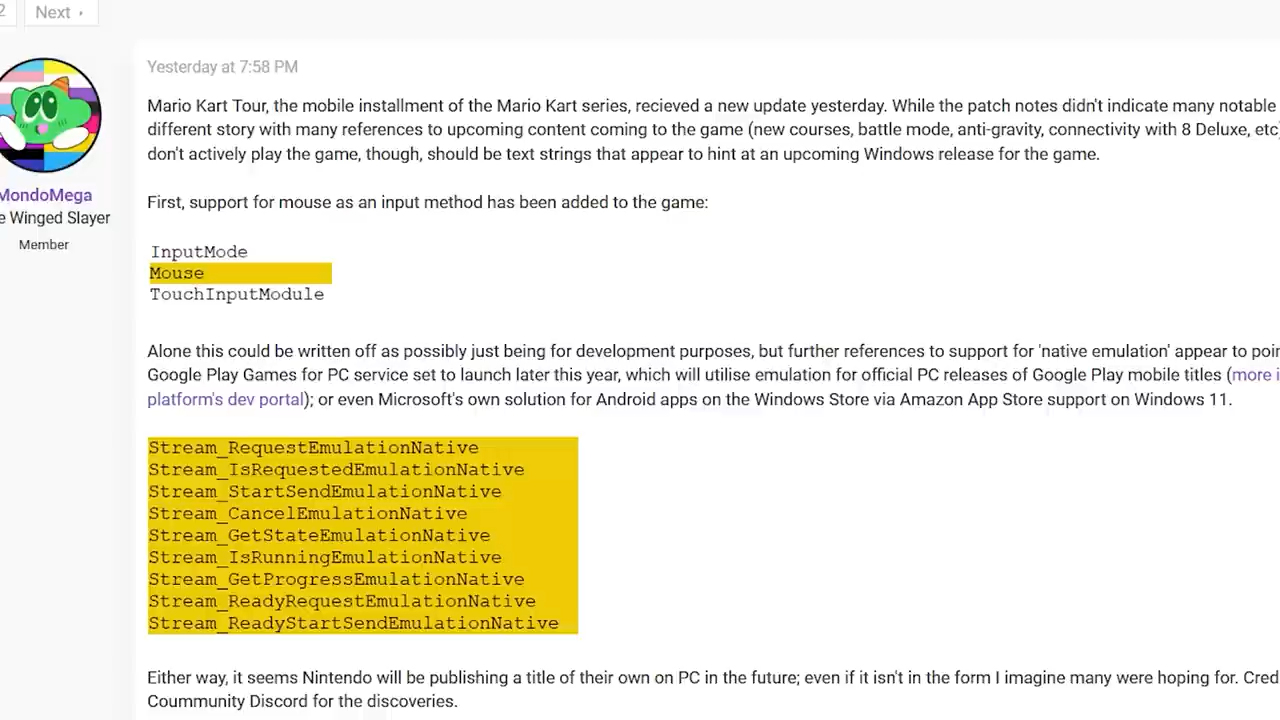 2
Next
Yesterday at 7:58 PM
Mario Kart Tour, the mobile installment of the Mario Kart series, recieved a new update yesterday. While the patch notes didn't indicate many notable
different story with many references to upcoming content coming to the game (new courses, battle mode, anti-gravity, connectivity with 8 Deluxe, etc)
don't actively play the game, though, should be text strings that appear to hint at an upcoming Windows release for the game.
MondoMega
e Winged Slayer
Member
First, support for mouse as an input method has been added to the game:
InputMode
Mouse
TouchInputModule
Alone this could be written off as possibly just being for development purposes, but further references to support for 'native emulation' appear to poin
Google Play Games for PC service set to launch later this year, which will utilise emulation for official PC releases of Google Play mobile titles (more i
platform's dev portal); or even Microsoft's own solution for Android apps on the Windows Store via Amazon App Store support on Windows 11.
Stream_RequestEmulationNative
Stream_IsRequestedEmulationNative
Stream_StartSendEmulationNative
Stream_CancelEmulationNative
Stream_GetStateEmulationNative
Stream_IsRunningEmulationNative
Stream_GetProgressEmulationNative
Stream_ReadyRequestEmulationNative
Stream_ReadyStartSendEmulationNative
Either way, it seems Nintendo will be publishing a title of their own on PC in the future; even if it isn't in the form I imagine many were hoping for. Cred
Coummunity Discord for the discoveries.